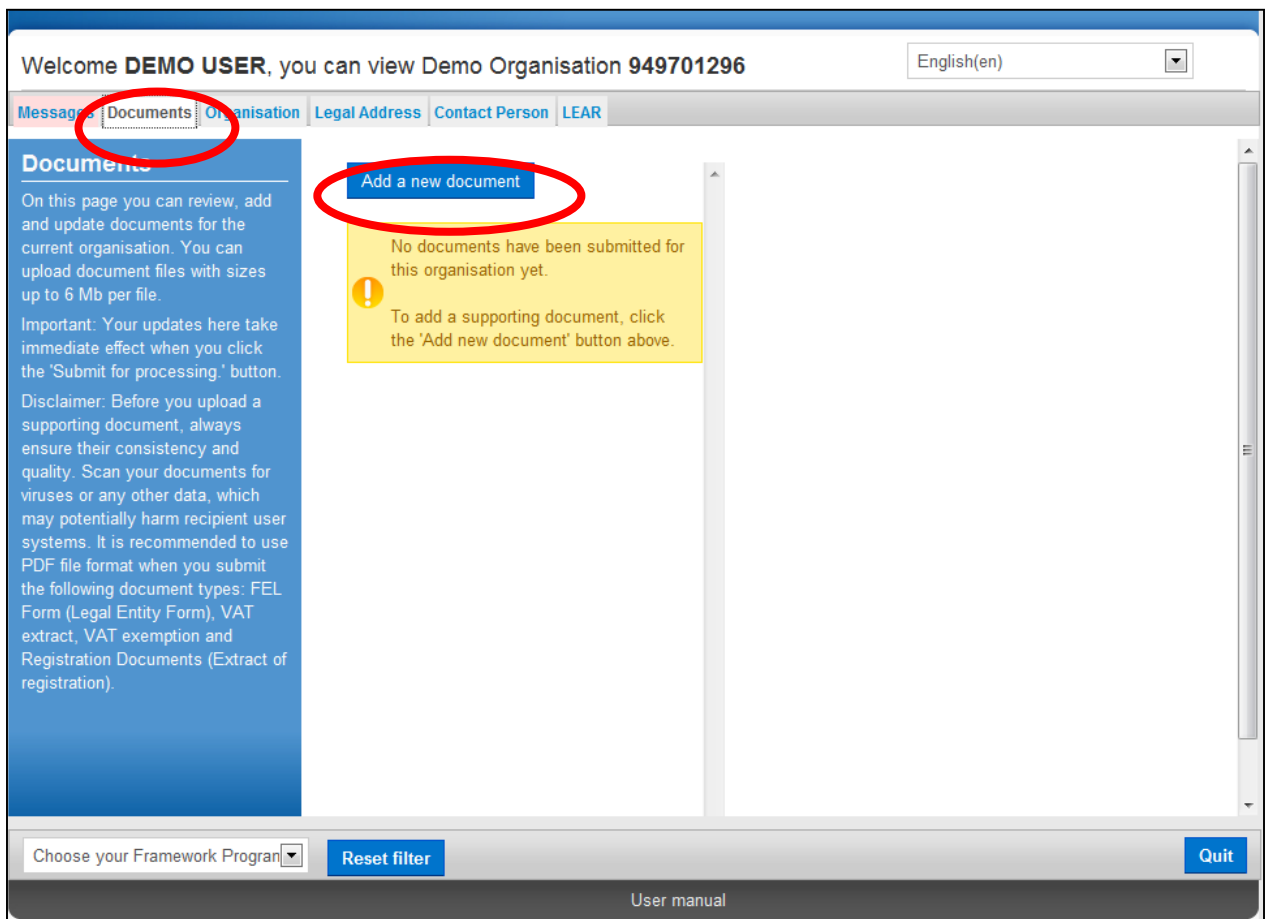 Welcome DEMO USER, you can view Demo Organisation 949701296
English(en)
Messages Documents Organisation Legal Address Contact Person LEAR
Documents
On this page you can review, add
and update documents for the
current organisation. You can
upload document files with sizes
up to 6 Mb per file.
Important: Your updates here take
immediate effect when you click
the 'Submit for processing.' button.
Disclaimer: Before you upload a
supporting document, always
ensure their consistency and
quality. Scan your documents for
viruses or any other data, which
may potentially harm recipient user
systems. It is recommended to use
PDF file format when you submit
the following document types: FEL
Form (Legal Entity Form), VAT
extract, VAT exemption and
Registration Documents (Extract of
registration).
Add a new document
No documents have been submitted for
this organisation yet.
To add a supporting document, click
the 'Add new document' button above.
Choose your Framework Progran
Reset filter
Quit
User manual